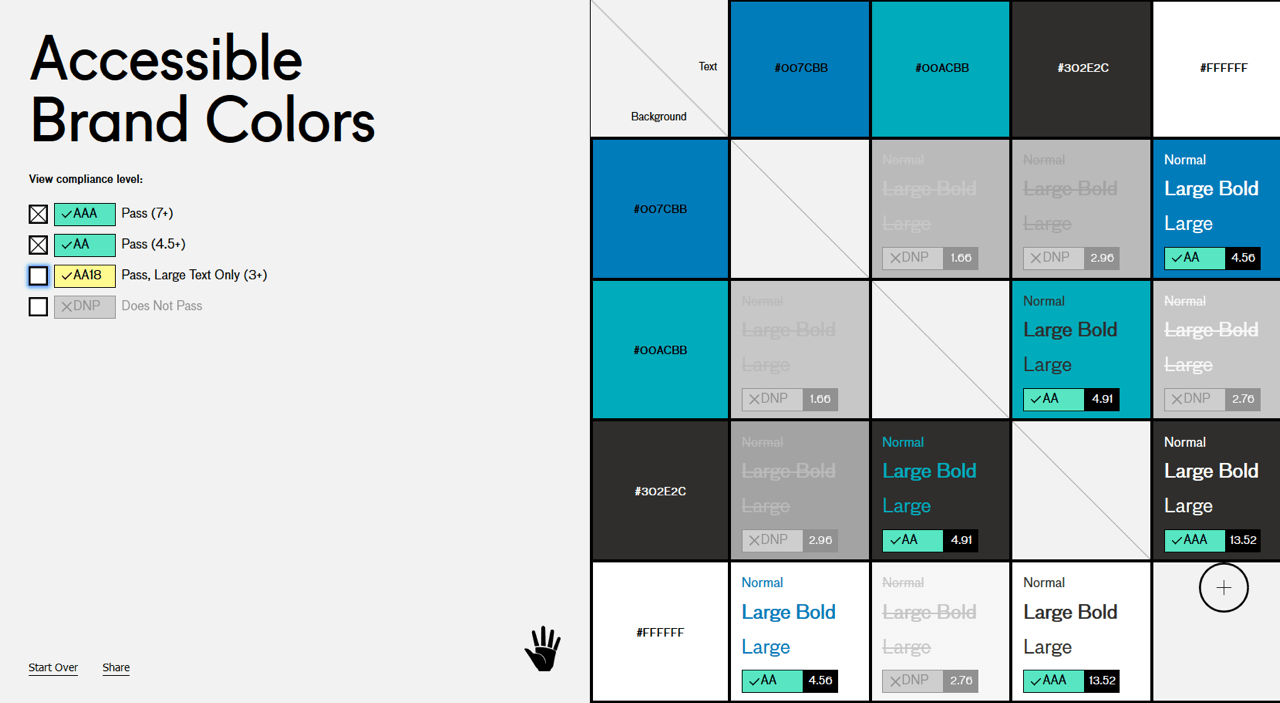 Accessible
Brand Colors
View compliance level:
✓AAA Pass (7+)
✓AA Pass (4.5+)
✓AA18 Pass, Large Text Only (3+)
✕DNP Does Not Pass
Start Over Share
Text
Background
#007CBB
#00ACBB
#302E2C
#FFFFFF
#007CBB
Normal
Large Bold
Large
✕DNP 1.66
Normal
Large Bold
Large
✕DNP 2.96
Normal
Large Bold
Large
✓AA 4.56
#00ACBB
Normal
Large Bold
Large
✕DNP 1.66
Normal
Large Bold
Large
✓AA 4.91
Normal
Large Bold
Large
✕DNP 2.76
#302E2C
Normal
Large Bold
Large
✕DNP 2.96
Normal
Large Bold
Large
✓AA 4.91
Normal
Large Bold
Large
✓AAA 13.52
#FFFFFF
Normal
Large Bold
Large
✓AA 4.56
Normal
Large Bold
Large
✕DNP 2.76
Normal
Large Bold
Large
✓AAA 13.52